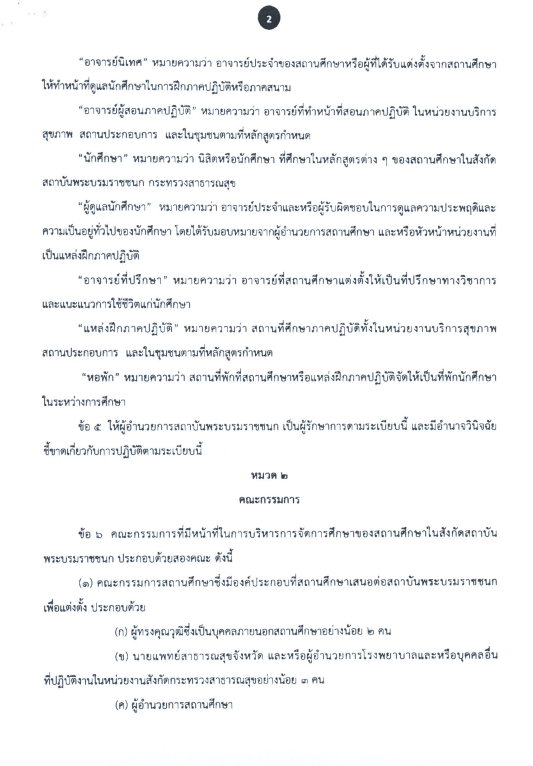 2
“อาจารย์นิเทศ” หมายความว่า อาจารย์ประจำของสถานศึกษาหรือผู้ที่ได้รับแต่งตั้งจากสถานศึกษา
ให้ทำหน้าที่ดูแลนักศึกษาในการฝึกภาคปฏิบัติหรือภาคสนาม
“อาจารย์ผู้สอนภาคปฏิบัติ” หมายความว่า อาจารย์ที่ทำหน้าที่สอนภาคปฏิบัติ ในหน่วยงานบริการ
สุขภาพ สถานประกอบการ และในชุมชนตามที่หลักสูตรกำหนด
“นักศึกษา” หมายความว่า นิสิตหรือนักศึกษา ที่ศึกษาในหลักสูตรต่าง ๆ ของสถานศึกษาในสังกัด
สถาบันพระบรมราชชนก กระทรวงสาธารณสุข
“ผู้ดูแลนักศึกษา” หมายความว่า อาจารย์ประจำและหรือผู้รับผิดชอบในการดูแลความประพฤติและ
ความเป็นอยู่ทั่วไปของนักศึกษา โดยได้รับมอบหมายจากผู้อำนวยการสถานศึกษา และหรือหัวหน้าหน่วยงานที่
เป็นแหล่งฝึกภาคปฏิบัติ
“อาจารย์ที่ปรึกษา” หมายความว่า อาจารย์ที่สถานศึกษาแต่งตั้งให้เป็นที่ปรึกษาทางวิชาการ
และแนะแนวการใช้ชีวิตแก่นักศึกษา
“แหล่งฝึกภาคปฏิบัติ” หมายความว่า สถานที่ศึกษาภาคปฏิบัติทั้งในหน่วยงานบริการสุขภาพ
สถานประกอบการ และในชุมชนตามที่หลักสูตรกำหนด
“หอพัก” หมายความว่า สถานที่พักที่สถานศึกษาหรือแหล่งฝึกภาคปฏิบัติจัดให้เป็นที่พักนักศึกษา
ในระหว่างการศึกษา
ข้อ ๕ ให้ผู้อำนวยการสถาบันพระบรมราชชนก เป็นผู้รักษาการตามระเบียบนี้ และมีอำนาจวินิจฉัย
ชี้ขาดเกี่ยวกับการปฏิบัติตามระเบียบนี้
หมวด ๒
คณะกรรมการ
ข้อ ๖ คณะกรรมการที่มีหน้าที่ในการบริหารการจัดการศึกษาของสถานศึกษาในสังกัดสถาบัน
พระบรมราชชนก ประกอบด้วยสองคณะ ดังนี้
(๑) คณะกรรมการสถานศึกษาซึ่งมีองค์ประกอบที่สถานศึกษาเสนอต่อสถาบันพระบรมราชชนก
เพื่อแต่งตั้ง ประกอบด้วย
(ก) ผู้ทรงคุณวุฒิซึ่งเป็นบุคคลภายนอกสถานศึกษาอย่างน้อย ๒ คน
(ข) นายแพทย์สาธารณสุขจังหวัด และหรือผู้อำนวยการโรงพยาบาลและหรือบุคคลอื่น
ที่ปฏิบัติงานในหน่วยงานสังกัดกระทรวงสาธารณสุขอย่างน้อย ๓ คน
(ค) ผู้อำนวยการสถานศึกษา